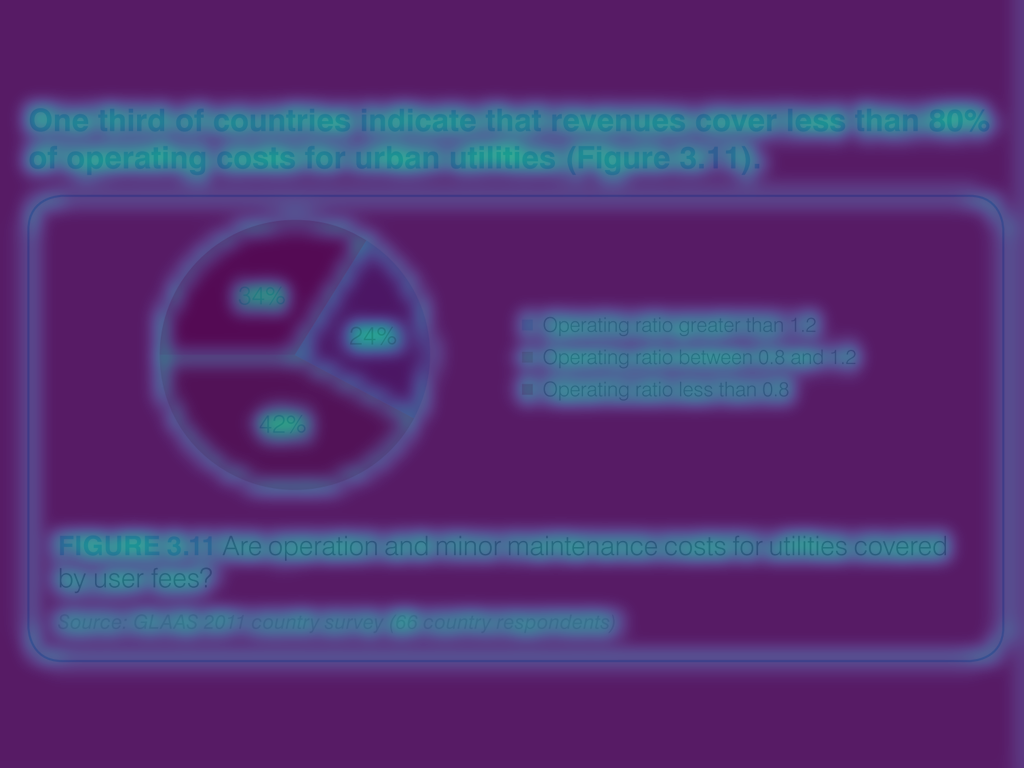 One third of countries indicate that revenues cover less than 80%
of operating costs for urban utilities (Figure 3.11).
34%
24%
42%
Operating ratio greater than 1.2
Operating ratio between 0.8 and 1.2
Operating ratio less than 0.8
FIGURE 3.11 Are operation and minor maintenance costs for utilities covered
by user fees?
Source: GLAAS 2011 country survey (66 country respondents)